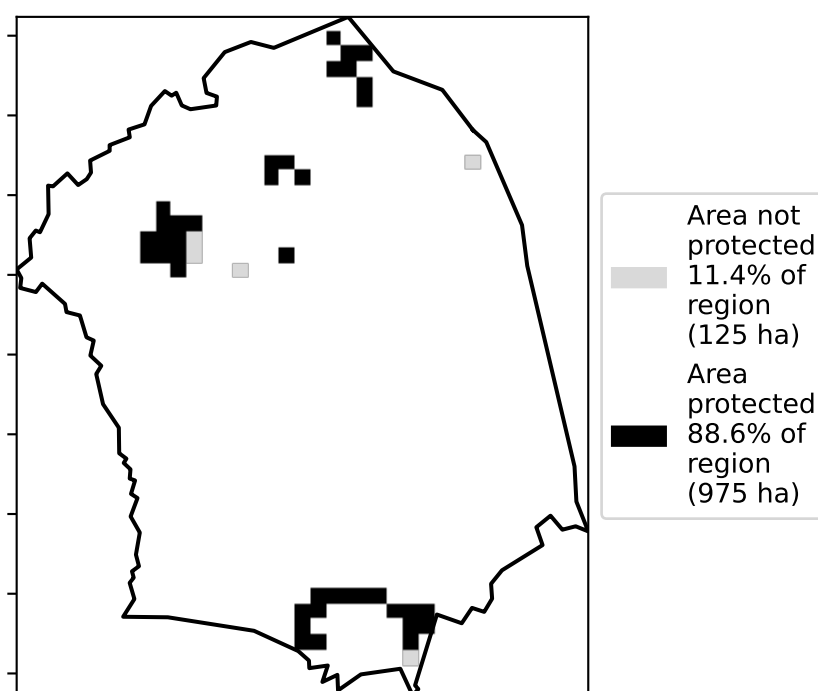 Area not
protected
11.4% of
region
(125 ha)
Area
protected
88.6% of
region
(975 ha)